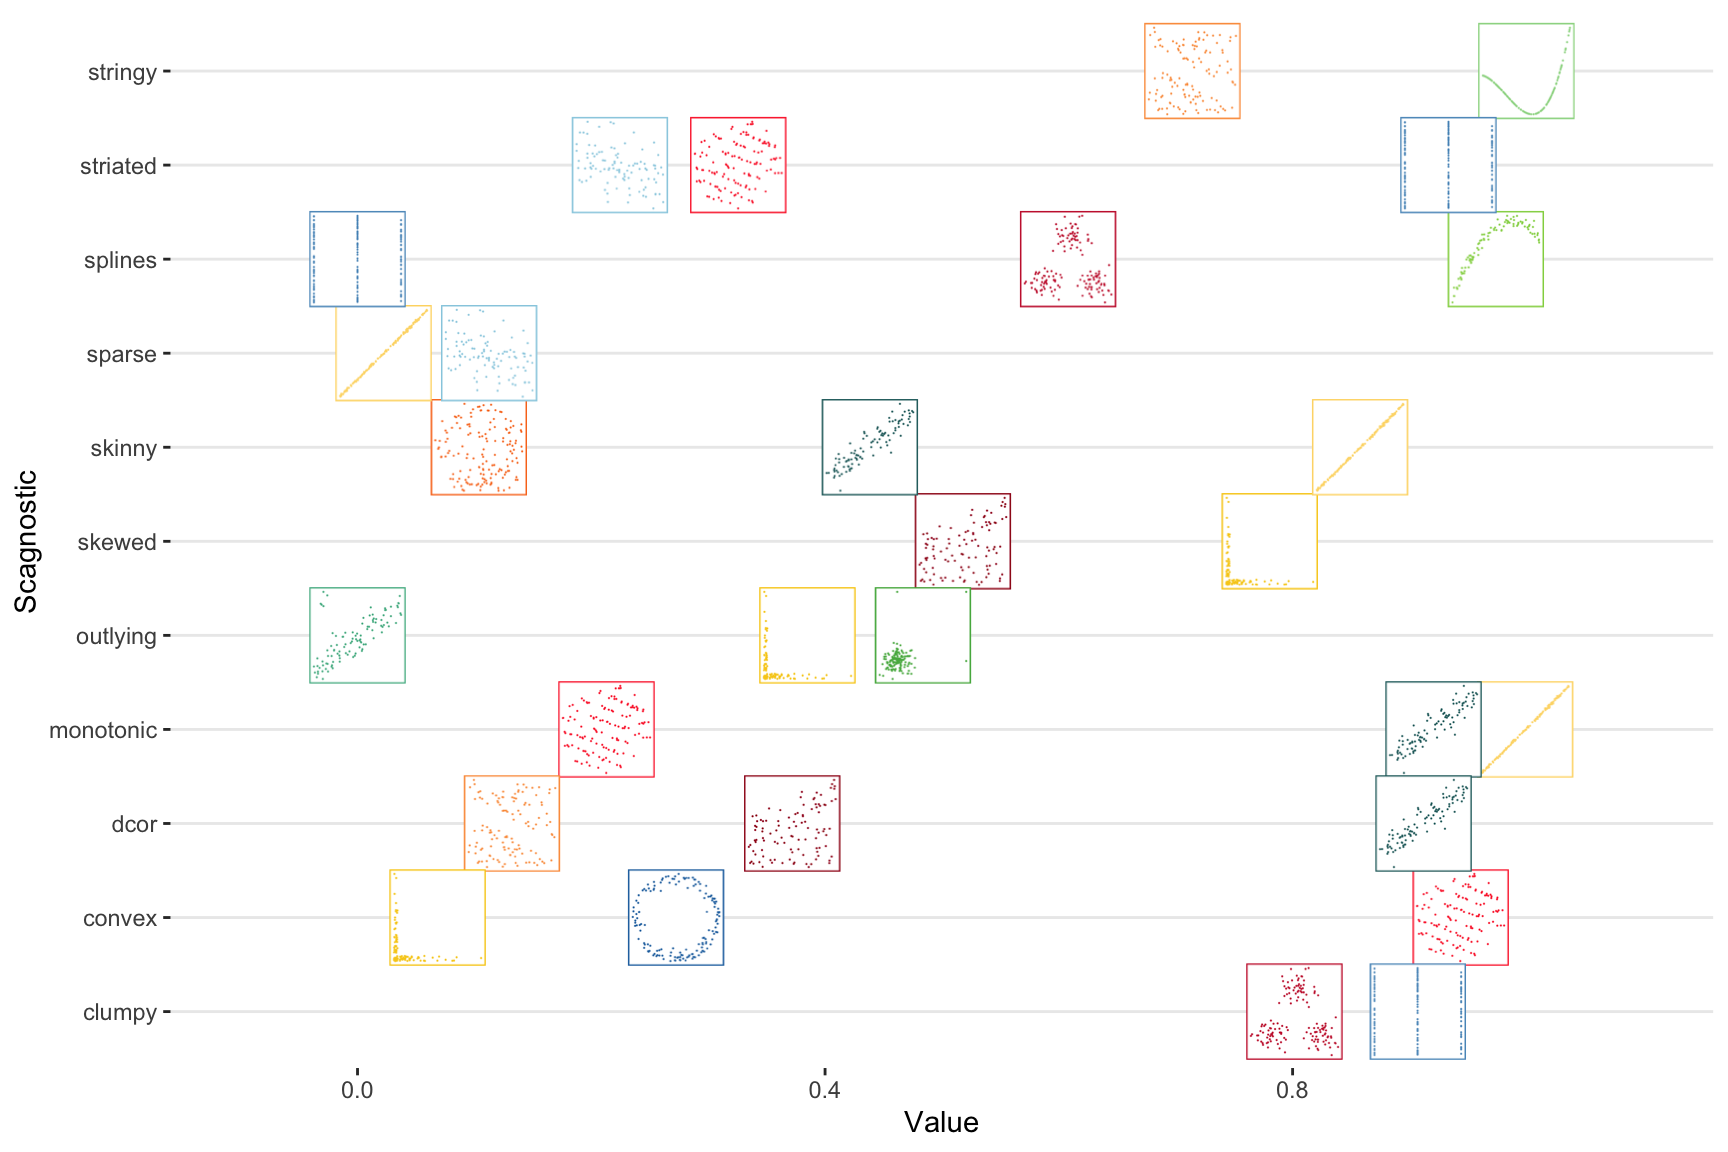 stringy
striated
splines
sparse
skinny
skewed
outlying
monotonic
dcor
convex
clumpy
Scagnostic
0.0 0.4 0.8
Value